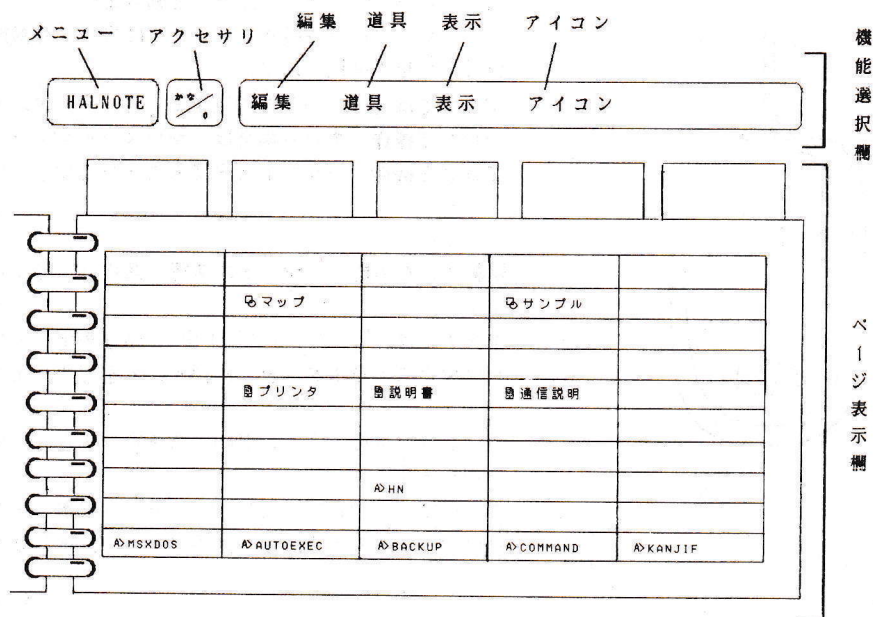 メニュー アクセサリ 編集 道具 表示 アイコン
HALNOTE かな/0 編集 道具 表示 アイコン
機能選択欄
マップ サンプル
プリンタ 説明書 通信説明
A>HN
A>MSXDOS A>AUTOEXEC A>BACKUP A>COMMAND A>KANJIF
ページ表示欄